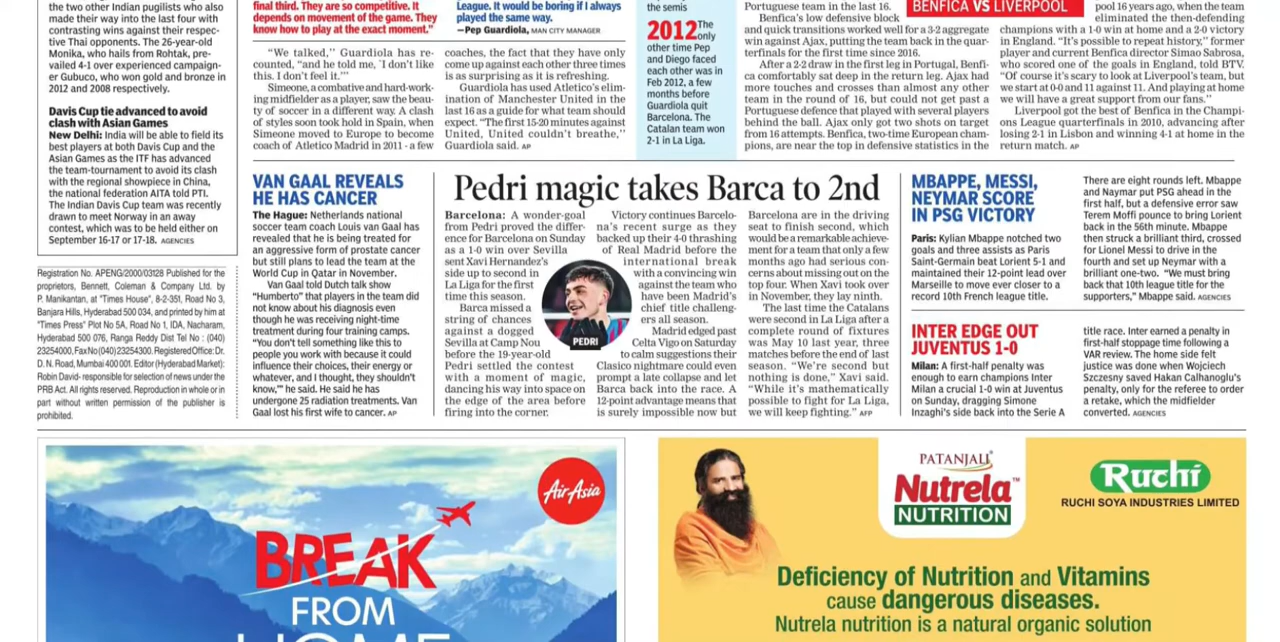 the two other Indian pugilists who also
made their way into the last four with
contrasting wins against their respec-
tive Thai opponents. The 26-year-old
Monika, who hails from Rohtak, pre-
vailed 4-1 over experienced campaign-
er Gubuco, who won gold and bronze in
2012 and 2008 respectively.
Davis Cup tie advanced to avoid
clash with Asian Games
New Delhi: India will be able to field its
best players at both Davis Cup and the
Asian Games as the ITF has advanced
the team-tournament to avoid its clash
with the regional showpiece in China,
the national federation AITA told PTI.
The Indian Davis Cup team was recently
drawn to meet Norway in an away
contest, which was to be held either on
September 16-17 or 17-18. AGENCIES
Registration No. APENG/2000/03128 Published for the
proprietors, Bennett, Coleman & Company Ltd. by
P. Manikantan, at "Times House", 8-2-351, Road No 3,
Banjara Hills, Hyderabad 500 034, and printed by him at
"Times Press" Plot No 5A, Road No 1, IDA, Nacharam,
Hyderabad 500 076, Ranga Reddy Dist Tel No : (040)
23254000, Fax No (040) 23254300. Registered Office: Dr.
D. N. Road, Mumbai 400 001. Editor (Hyderabad Market):
Robin David- responsible for selection of news under the
PRB Act. All rights reserved. Reproduction in whole or in
part without written permission of the publisher is
prohibited.
final third. They are so competitive. It
depends on movement of the game. They
know how to play at the exact moment."
League. It would be boring if I always
played the same way.
–Pep Guardiola, MAN CITY MANAGER
"We talked," Guardiola has re-
counted, "and he told me, 'I don't like
this. I don't feel it.'"
Simeone, a combative and hard-work-
ing midfielder as a player, saw the beau-
ty of soccer in a different way. A clash
of styles soon took hold in Spain, when
Simeone moved to Europe to become
coach of Atletico Madrid in 2011 - a few
coaches, the fact that they have only
come up against each other three times
is as surprising as it is refreshing.
Guardiola has used Atletico's elim-
ination of Manchester United in the
last 16 as a guide for what team should
expect. "The first 15-20 minutes against
United, United couldn't breathe,"
Guardiola said. AP
the semis
2012 The
only
other time Pep
and Diego faced
each other was in
Feb 2012, a few
months before
Guardiola quit
Barcelona. The
Catalan team won
2-1 in La Liga.
Portuguese team in the last 16.
Benfica's low defensive block
and quick transitions worked well for a 3-2 aggregate
win against Ajax, putting the team back in the quar-
terfinals for the first time since 2016.
After a 2-2 draw in the first leg in Portugal, Benfi-
ca comfortably sat deep in the return leg. Ajax had
more touches and crosses than almost any other
team in the round of 16, but could not get past a
Portuguese defence that played with several players
behind the ball. Ajax only got two shots on target
from 16 attempts. Benfica, two-time European cham-
pions, are near the top in defensive statistics in the
BENFICA VS LIVERPOOL
pool 16 years ago, when the team
eliminated the then-defending
champions with a 1-0 win at home and a 2-0 victory
in England. "It's possible to repeat history," former
player and current Benfica director Simao Sabrosa,
who scored one of the goals in England, told BTV.
"Of course it's scary to look at Liverpool's team, but
we start at 0-0 and 11 against 11. And playing at home
we will have a great support from our fans."
Liverpool got the best of Benfica in the Champi-
ons League quarterfinals in 2010, advancing after
losing 2-1 in Lisbon and winning 4-1 at home in the
return match. AP
VAN GAAL REVEALS
HE HAS CANCER
The Hague: Netherlands national
soccer team coach Louis van Gaal has
revealed that he is being treated for
an aggressive form of prostate cancer
but still plans to lead the team at the
World Cup in Qatar in November.
Van Gaal told Dutch talk show
"Humberto" that players in the team did
not know about his diagnosis even
though he was receiving night-time
treatment during four training camps.
"You don't tell something like this to
people you work with because it could
influence their choices, their energy or
whatever, and I thought, they shouldn't
know,"" he said. He said he has
undergone 25 radiation treatments. Van
Gaal lost his first wife to cancer. AP
Pedri magic takes Barca to 2nd
Barcelona: A wonder-goal
from Pedri proved the differ-
ence for Barcelona on Sunday
as a 1-0 win over Sevilla
sent Xavi Hernandez's
side up to second in
La Liga for the first
time this season.
Barca missed a
string of chances
against a dogged
Sevilla at Camp Nou
before the 19-year-old
Pedri settled the contest
with a moment of magic,
dancing his way into space on
the edge of the area before
firing into the corner.
PEDRI
Victory continues Barcelo-
na's recent surge as they
backed up their 4-0 thrashing
of Real Madrid before the
international break
with a convincing win
against the team who
have been Madrid's
chief title challeng-
ers all season.
Madrid edged past
Celta Vigo on Saturday
to calm suggestions their
Clasico nightmare could even
prompt a late collapse and let
Barca back into the race. A
12-point advantage means that
is surely impossible now but
Barcelona are in the driving
seat to finish second, which
would be a remarkable achieve-
ment for a team that only a few
months ago had serious con-
cerns about missing out on the
top four. When Xavi took over
in November, they lay ninth.
The last time the Catalans
were second in La Liga after a
complete round of fixtures
was May 10 last year, three
matches before the end of last
season. "We're second but
nothing is done," Xavi said.
"While it's mathematically
possible to fight for La Liga,
we will keep fighting." AFP
MBAPPE, MESSI,
NEYMAR SCORE
IN PSG VICTORY
Paris: Kylian Mbappe notched two
goals and three assists as Paris
Saint-Germain beat Lorient 5-1 and
maintained their 12-point lead over
Marseille to move ever closer to a
record 10th French league title.
There are eight rounds left. Mbappe
and Neymar put PSG ahead in the
first half, but a defensive error saw
Terem Moffi pounce to bring Lorient
back in the 56th minute. Mbappe
then struck a brilliant third, crossed
for Lionel Messi to drive in the
fourth and set up Neymar with a
brilliant one-two. "We must bring
back that 10th league title for the
supporters," Mbappe said. AGENCIES
INTER EDGE OUT
JUVENTUS 1-0
Milan: A first-half penalty was
enough to earn champions Inter
Milan a crucial 1-0 win at Juventus
on Sunday, dragging Simone
Inzaghi's side back into the Serie A
title race. Inter earned a penalty in
first-half stoppage time following a
VAR review. The home side felt
justice was done when Wojciech
Szczesny saved Hakan Calhanoglu's
penalty, only for the referee to order
a retake, which the midfielder
converted. AGENCIES
AirAsia
BREAK
FROM
HOME
PATANJALI
Nutrela™
NUTRITION
Ruchi
RUCHI SOYA INDUSTRIES LIMITED
Deficiency of Nutrition and Vitamins
cause dangerous diseases.
Nutrela nutrition is a natural organic solution